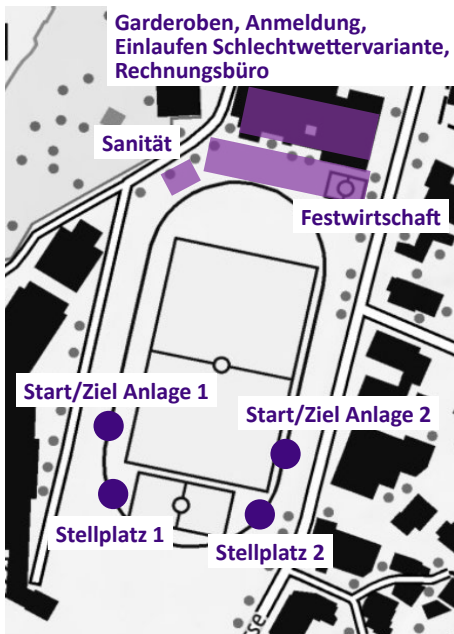 Garderoben, Anmeldung,
Einlaufen Schlechtwettervariante,
Rechnungsbüro
Sanität
Festwirtschaft
Start/Ziel Anlage 1
Start/Ziel Anlage 2
Stellplatz 1
Stellplatz 2